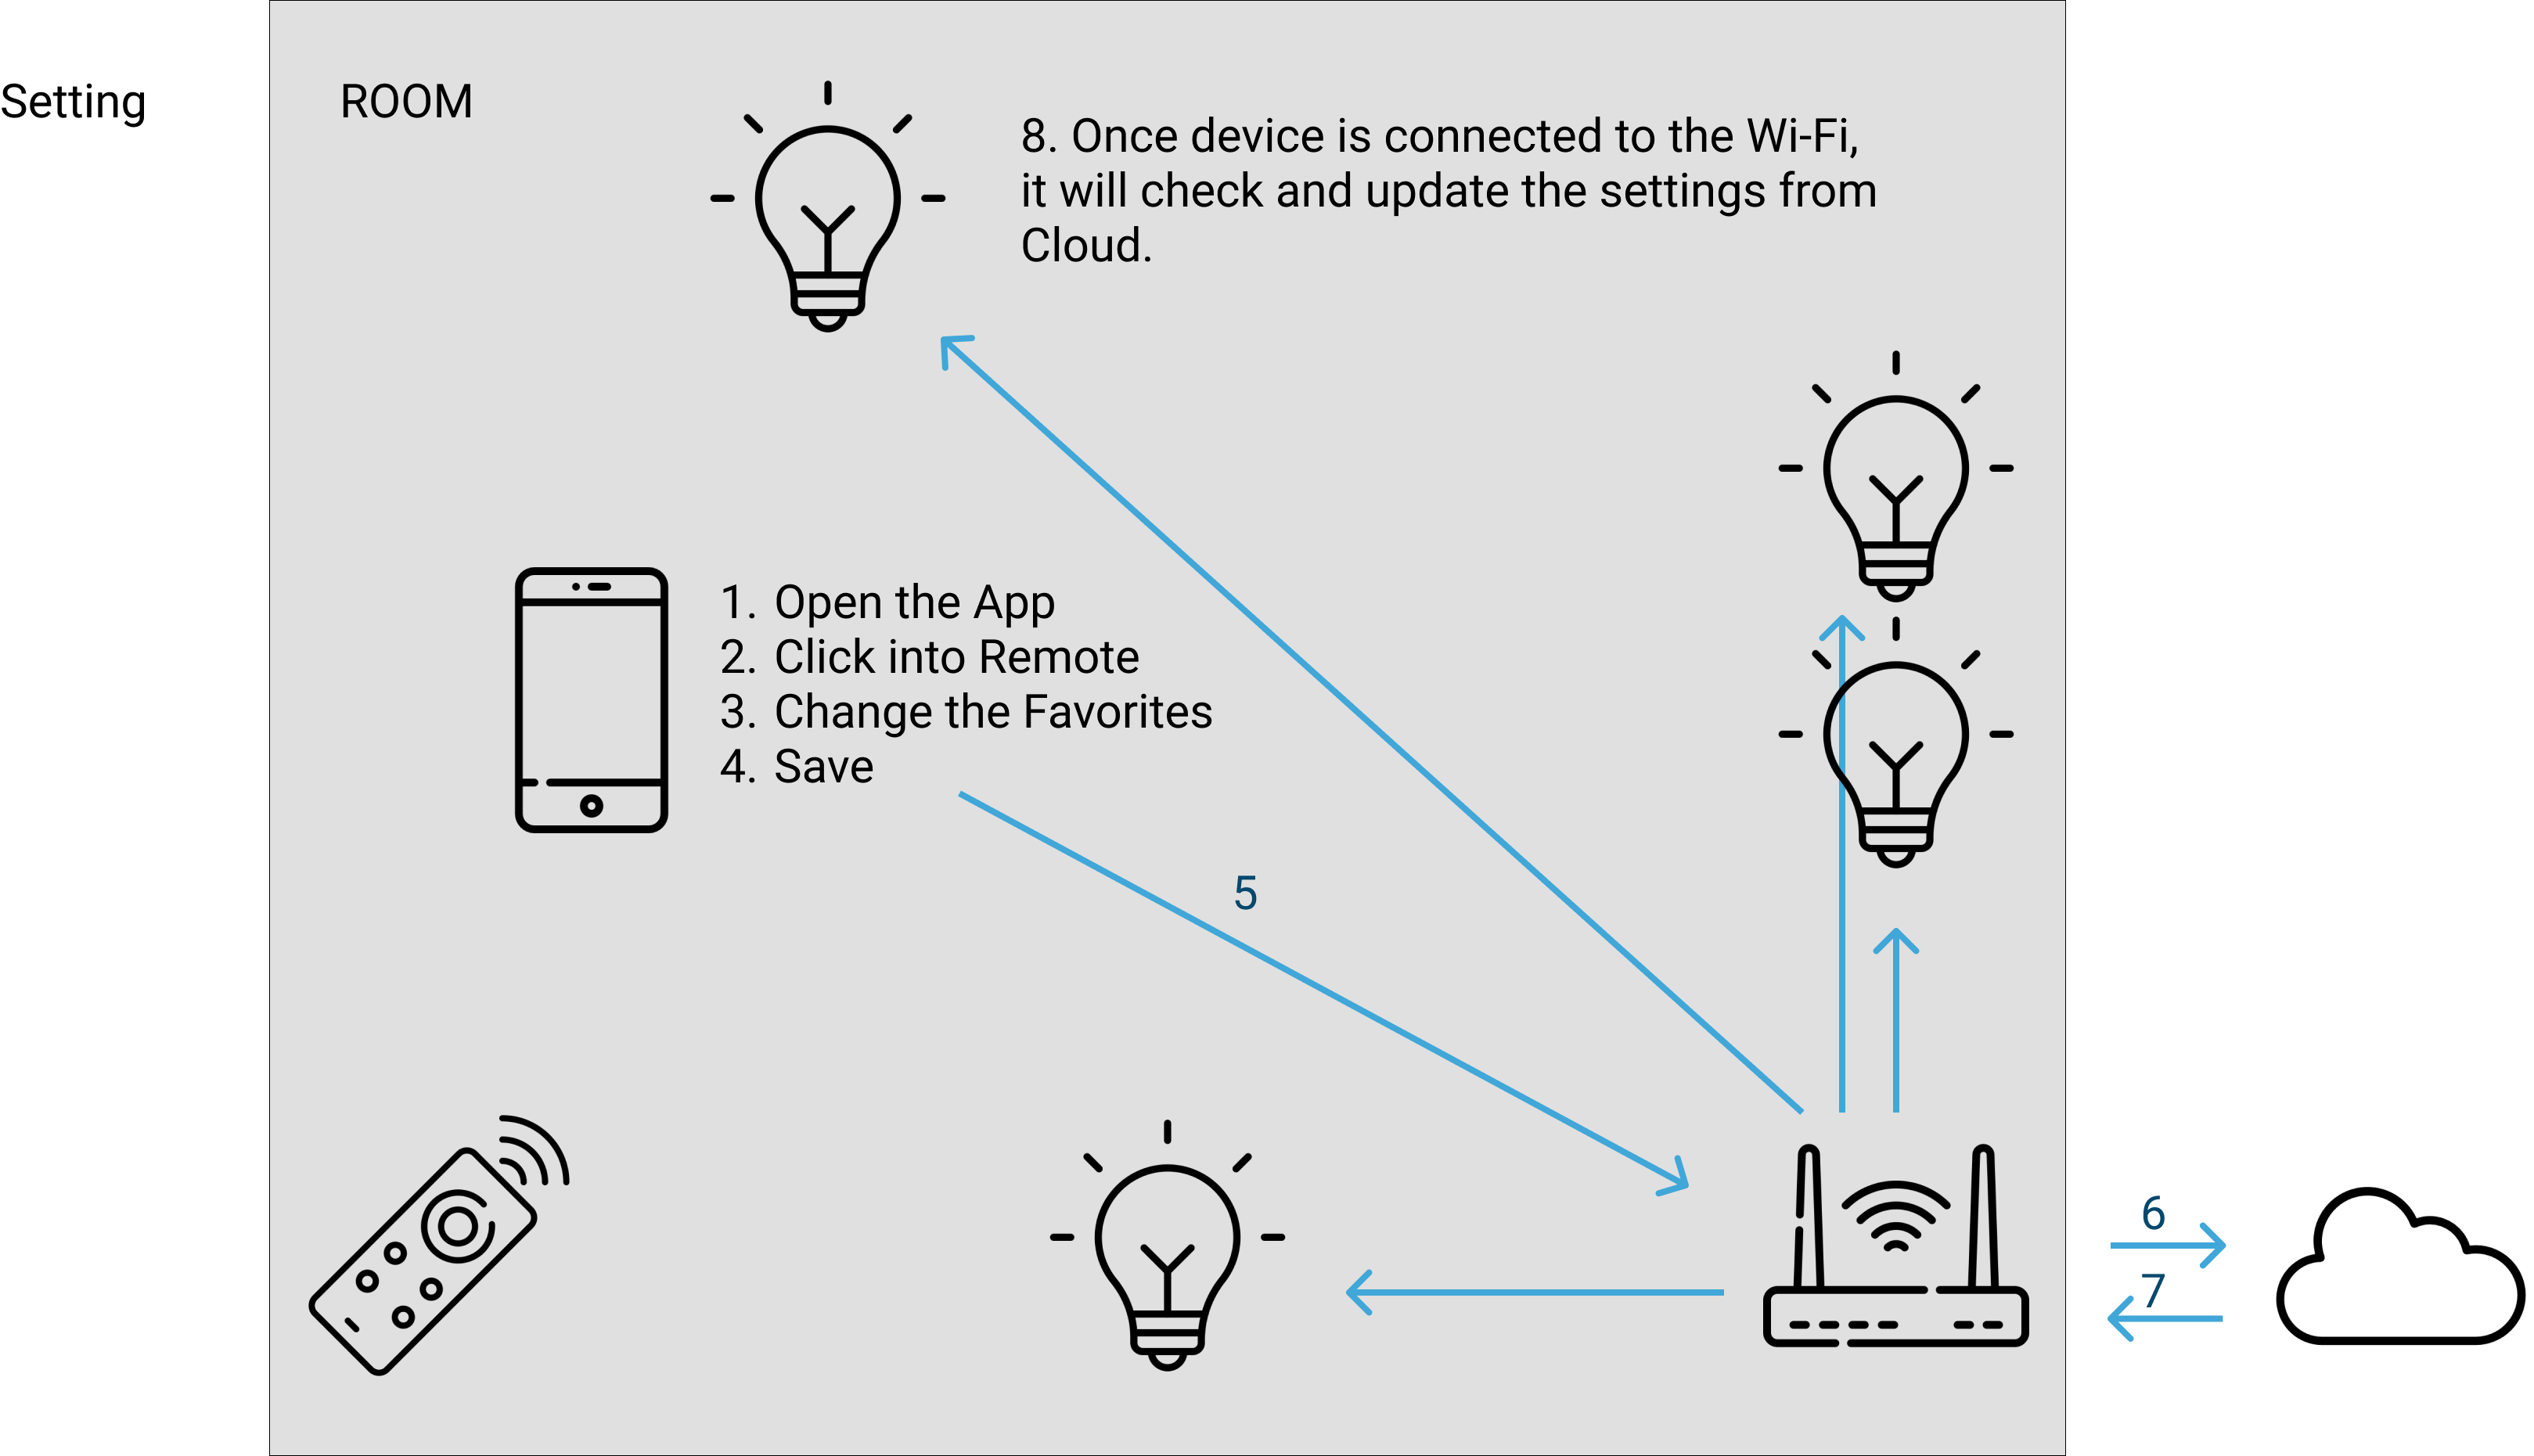 Setting
ROOM
8. Once device is connected to the Wi-Fi,
it will check and update the settings from
Cloud.
1. Open the App
2. Click into Remote
3. Change the Favorites
4. Save
5
6
7